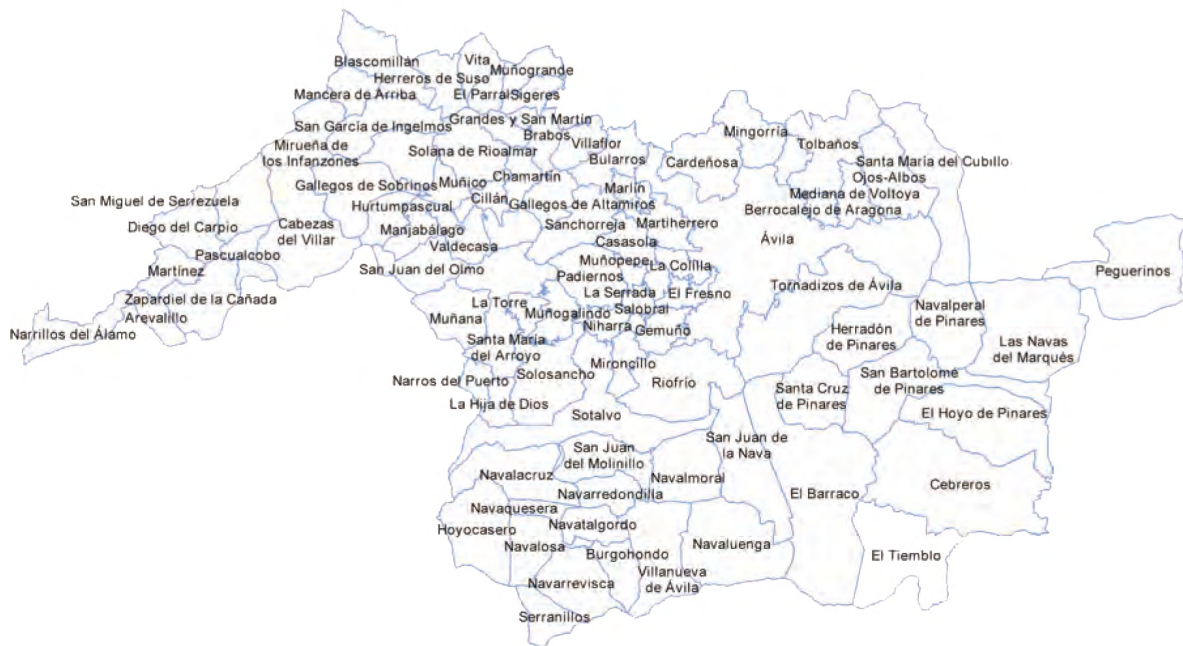 Blascomillán
Vita
Herreros de Suso
Muñogrande
Mancera de Arriba
El Parral
Sigeres
San García de Ingelmos
Grandes y San Martín
Brabos
Mingorría
Mirueña de
los Infanzones
Solana de Rioalmar
Villaflor
Bularros
Cardeñosa
Tolbaños
Santa María del Cubillo
Ojos-Albos
Gallegos de Sobrinos
Muñico
Chamartín
Marlín
Mediana de Voltoya
San Miguel de Serrezuela
Hurtumpascual
Cillán
Gallegos de Altamiros
Berrocalejo de Aragona
Diego del Carpio
Cabezas
del Villar
Manjabálago
Sanchorreja
Martiherrero
Valdecasa
Casasola
Ávila
Pascualcobo
Muñopepe
Martínez
San Juan del Olmo
Padiernos
La Colilla
Peguerinos
Zapardiel de la Cañada
La Torre
La Serrada
El Fresno
Tornadizos de Ávila
Arevalillo
Muñana
Muñogalindo
Salobral
Navalperal
de Pinares
Narrillos del Álamo
Niharra
Gemuño
Herradón
de Pinares
Las Navas
del Marqués
Santa María
del Arroyo
Mironcillo
Solosancho
Riofrío
San Bartolomé
de Pinares
Narros del Puerto
Santa Cruz
de Pinares
La Hija de Dios
Sotalvo
El Hoyo de Pinares
San Juan
del Molinillo
San Juan de
la Nava
Navalacruz
Navalmoral
Cebreros
Navarredondilla
El Barraco
Navaquesera
Hoyocasero
Navatalgordo
Navalosa
Burgohondo
Navaluenga
El Tiemblo
Navarrevisca
Villanueva
de Ávila
Serranillos